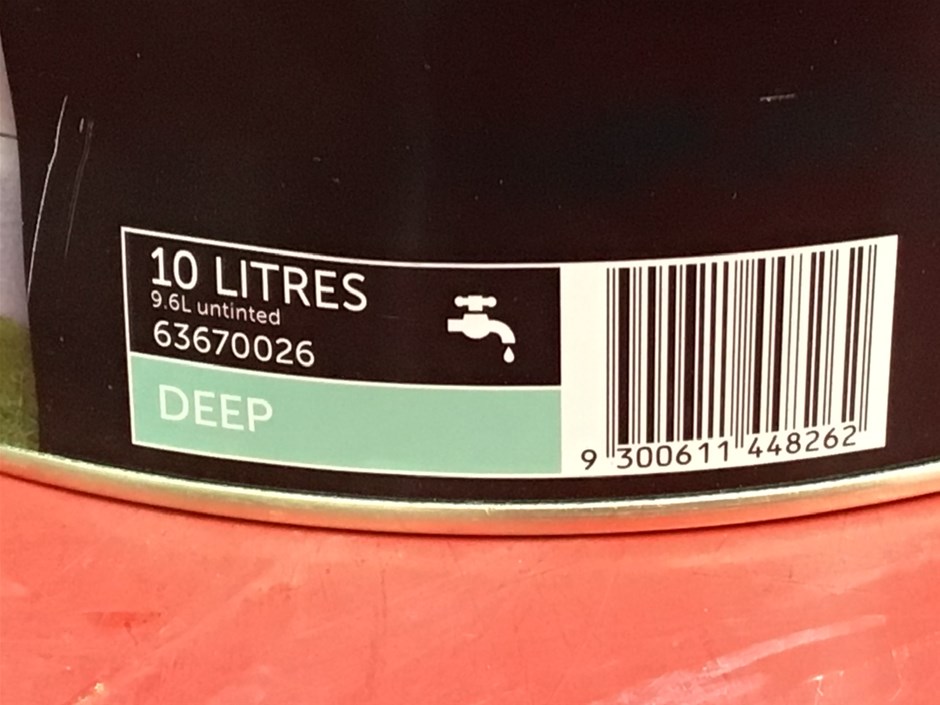 10 LITRES
9.6L untinted
63670026
DEEP
9 300611 448262